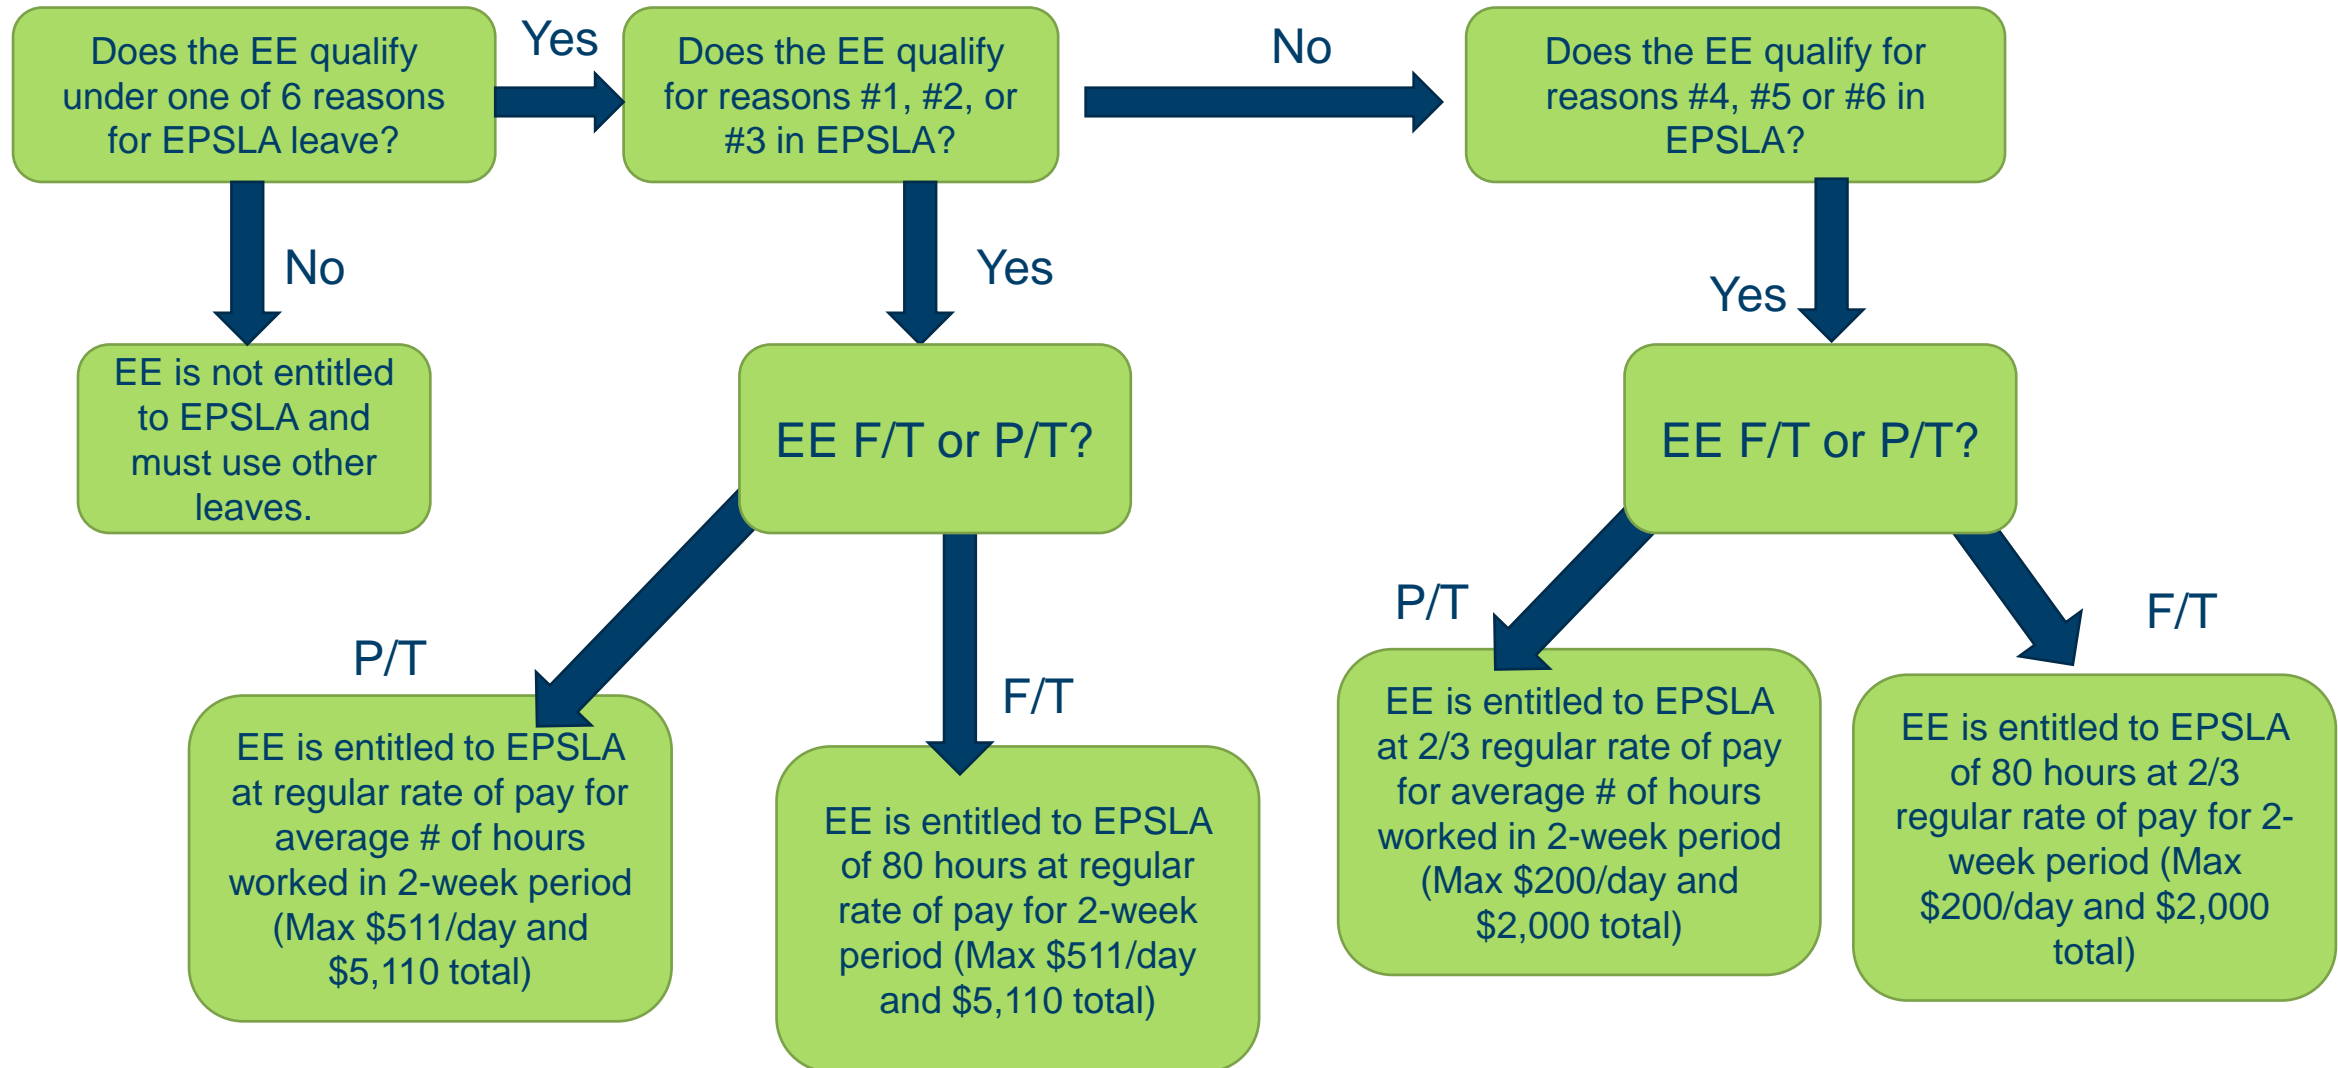 Does the EE qualify
under one of 6 reasons
for EPSLA leave?
Yes
Does the EE qualify
for reasons #1, #2, or
#3 in EPSLA?
No
Does the EE qualify for
reasons #4, #5 or #6 in
EPSLA?
No
Yes
Yes
EE is not entitled
to EPSLA and
must use other
leaves.
EE F/T or P/T?
EE F/T or P/T?
P/T
F/T
P/T
F/T
EE is entitled to EPSLA
at regular rate of pay for
average # of hours
worked in 2-week period
(Max $511/day and
$5,110 total)
EE is entitled to EPSLA
of 80 hours at regular
rate of pay for 2-week
period (Max $511/day
and $5,110 total)
EE is entitled to EPSLA
at 2/3 regular rate of pay
for average # of hours
worked in 2-week period
(Max $200/day and
$2,000 total)
EE is entitled to EPSLA
of 80 hours at 2/3
regular rate of pay for 2-
week period (Max
$200/day and $2,000
total)